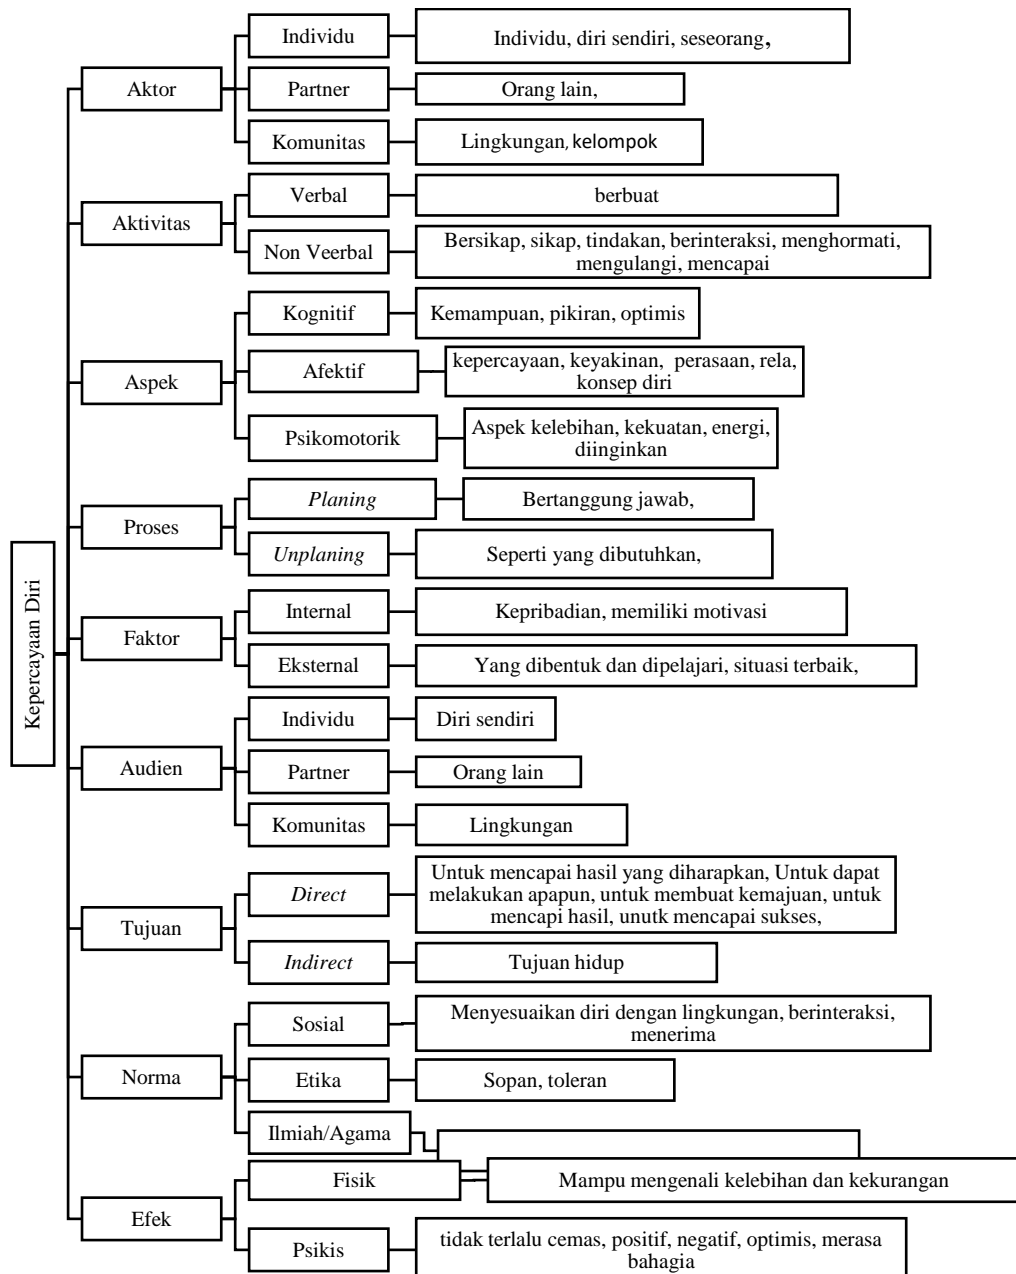 Kepercayaan Diri
Aktor
Individu
Individu, diri sendiri, seseorang,
Partner
Orang lain,
Komunitas
Lingkungan, kelompok
Aktivitas
Verbal
berbuat
Non Veerbal
Bersikap, sikap, tindakan, berinteraksi, menghormati,
mengulangi, mencapai
Aspek
Kognitif
Kemampuan, pikiran, optimis
Afektif
kepercayaan, keyakinan, perasaan, rela,
konsep diri
Psikomotorik
Aspek kelebihan, kekuatan, energi,
diinginkan
Proses
Planing
Bertanggung jawab,
Unplaning
Seperti yang dibutuhkan,
Faktor
Internal
Kepribadian, memiliki motivasi
Eksternal
Yang dibentuk dan dipelajari, situasi terbaik,
Audien
Individu
Diri sendiri
Partner
Orang lain
Komunitas
Lingkungan
Tujuan
Direct
Untuk mencapai hasil yang diharapkan, Untuk dapat
melakukan apapun, untuk membuat kemajuan, untuk
mencapi hasil, unutk mencapai sukses,
Indirect
Tujuan hidup
Norma
Sosial
Menyesuaikan diri dengan lingkungan, berinteraksi,
menerima
Etika
Sopan, toleran
Ilmiah/Agama
Efek
Fisik
Mampu mengenali kelebihan dan kekurangan
Psikis
tidak terlalu cemas, positif, negatif, optimis, merasa
bahagia